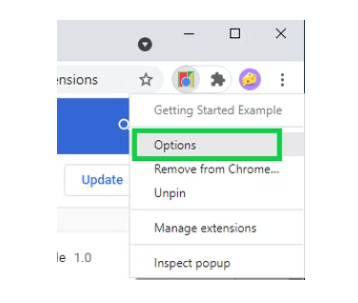 ensions
Getting Started Example
Options
Update
Remove from Chrome...
Unpin
Manage extensions
le 1.0
Inspect popup